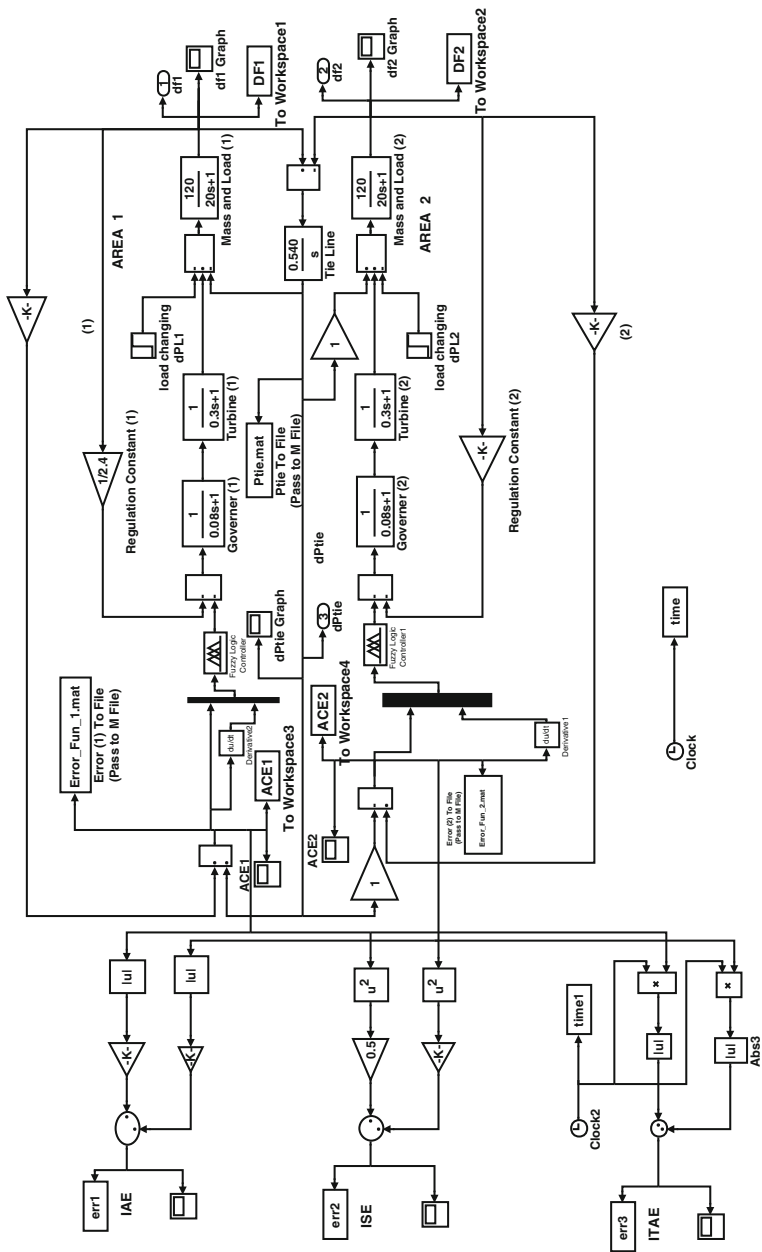 -K-
(1)
1/2.4
Regulation Constant (1)
AREA 1
1
df1
df1 Graph
DF1
To Workspace1
120
20s+1
Mass and Load (1)
load changing
dPL1
1
0.3s+1
Turbine (1)
1
0.08s+1
Governer (1)
Fuzzy Logic
Controller
du/dt
Derivative2
Error_Fun_1.mat
Error (1) To File
(Pass to M File)
ACE1
To Workspace3
ACE1
0.540
s
Tie Line
Ptie.mat
Ptie To File
(Pass to M File)
dPtie
dPtie Graph
3
dPtie
1
2
df2
df2 Graph
DF2
To Workspace2
120
20s+1
Mass and Load (2)
AREA 2
load changing
dPL2
1
0.3s+1
Turbine (2)
1
0.08s+1
Governer (2)
-K-
Regulation Constant (2)
-K-
(2)
Fuzzy Logic
Controller1
ACE2
To Workspace4
du/dt
Derivative1
ACE2
Error (2) To File
(Pass to M File)
Error_Fun_2.mat
1
time
Clock
|u|
|u|
-K-
-K-
err1
IAE
u2
u2
0.5
-K-
err2
ISE
time1
Clock2
×
×
|u|
|u|
Abs3
err3
ITAE